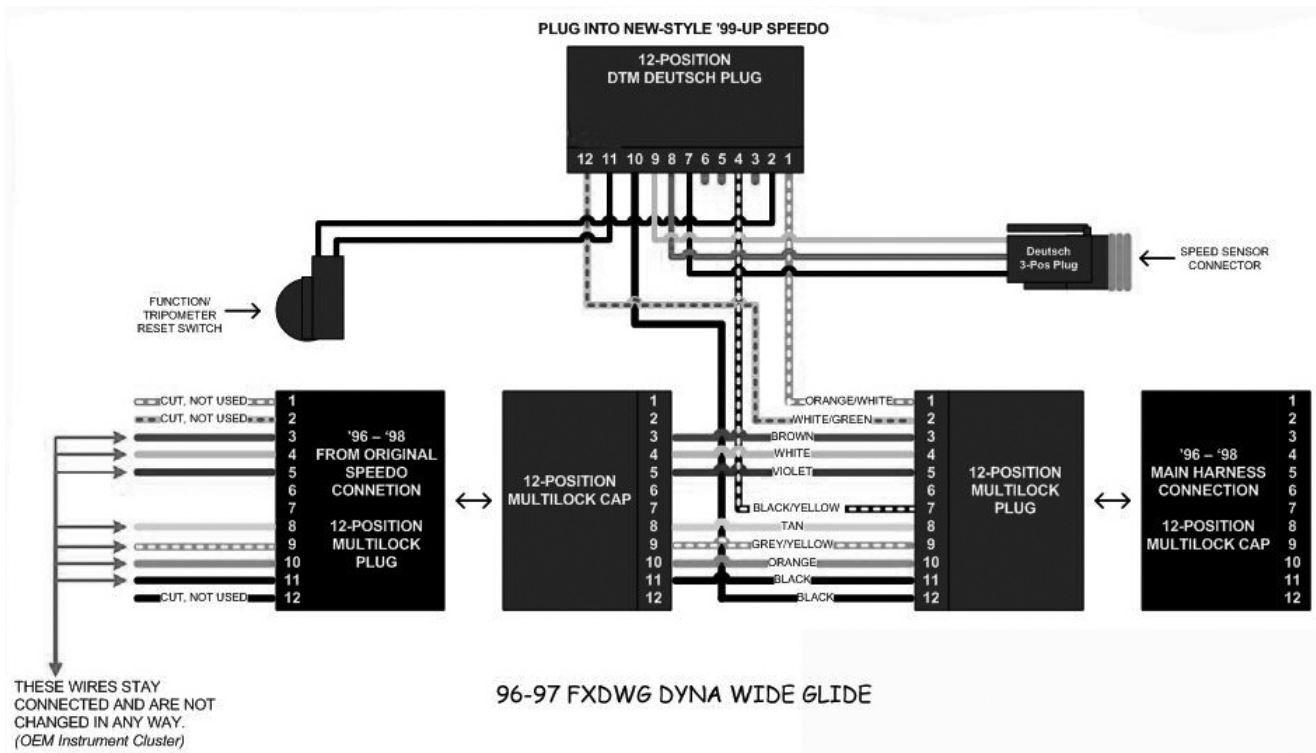 PLUG INTO NEW-STYLE '99-UP SPEEDO
12-POSITION
DTM DEUTSCH PLUG
12 11 10 9 8 7 6 5 4 3 2 1
Deutsch
3-Pos Plug
SPEED SENSOR
CONNECTOR
FUNCTION/
TRIPOMETER
RESET SWITCH
CUT, NOT USED
CUT, NOT USED
CUT, NOT USED
1
2
3
4
5
6
7
8
9
10
11
12
'96 – '98
FROM ORIGINAL
SPEEDO
CONNETION
12-POSITION
MULTILOCK
PLUG
12-POSITION
MULTILOCK CAP
1
2
3
4
5
6
7
8
9
10
11
12
ORANGE/WHITE
WHITE/GREEN
BROWN
WHITE
VIOLET
BLACK/YELLOW
TAN
GREY/YELLOW
ORANGE
BLACK
BLACK
1
2
3
4
5
6
7
8
9
10
11
12
12-POSITION
MULTILOCK
PLUG
'96 – '98
MAIN HARNESS
CONNECTION
12-POSITION
MULTILOCK CAP
1
2
3
4
5
6
7
8
9
10
11
12
THESE WIRES STAY
CONNECTED AND ARE NOT
CHANGED IN ANY WAY.
(OEM Instrument Cluster)
96-97 FXDWG DYNA WIDE GLIDE